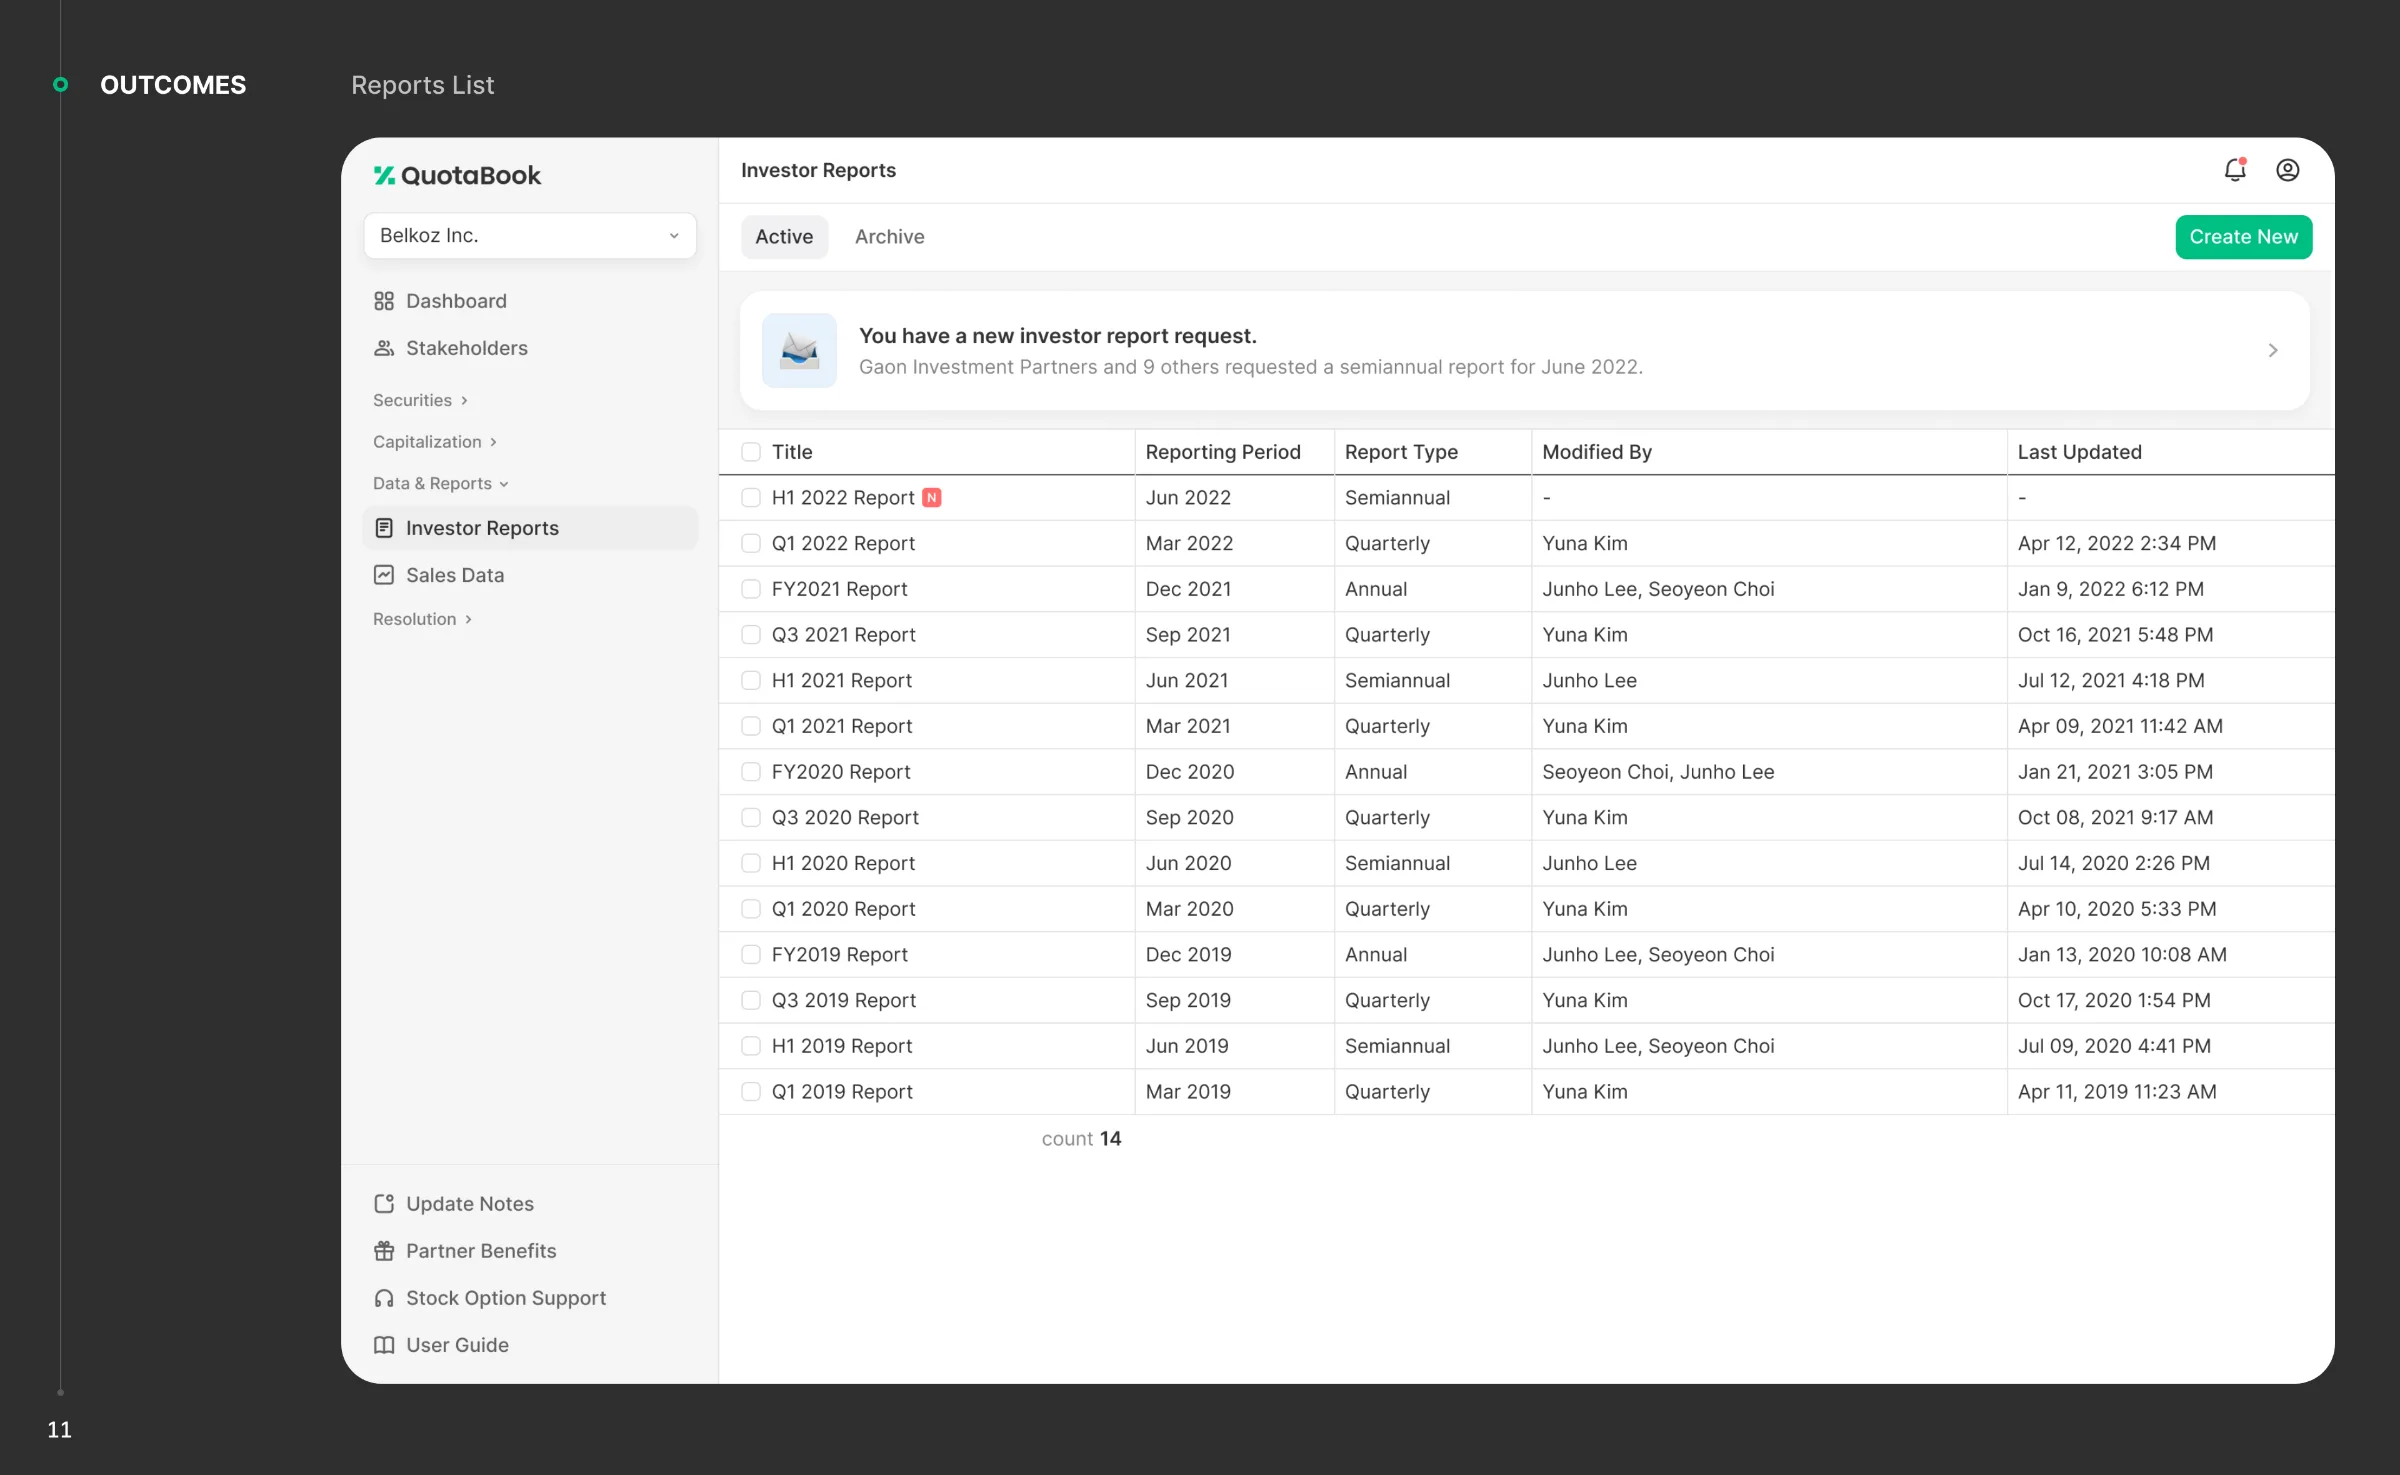 OUTCOMES
Reports List
QuotaBook
Belkoz Inc.
Dashboard
Stakeholders
Securities
Capitalization
Data & Reports
Investor Reports
Sales Data
Resolution
Update Notes
Partner Benefits
Stock Option Support
User Guide
Investor Reports
Active Archive Create New
You have a new investor report request.
Gaon Investment Partners and 9 others requested a semiannual report for June 2022.
Title Reporting Period Report Type Modified By Last Updated
H1 2022 Report N Jun 2022 Semiannual - -
Q1 2022 Report Mar 2022 Quarterly Yuna Kim Apr 12, 2022 2:34 PM
FY2021 Report Dec 2021 Annual Junho Lee, Seoyeon Choi Jan 9, 2022 6:12 PM
Q3 2021 Report Sep 2021 Quarterly Yuna Kim Oct 16, 2021 5:48 PM
H1 2021 Report Jun 2021 Semiannual Junho Lee Jul 12, 2021 4:18 PM
Q1 2021 Report Mar 2021 Quarterly Yuna Kim Apr 09, 2021 11:42 AM
FY2020 Report Dec 2020 Annual Seoyeon Choi, Junho Lee Jan 21, 2021 3:05 PM
Q3 2020 Report Sep 2020 Quarterly Yuna Kim Oct 08, 2021 9:17 AM
H1 2020 Report Jun 2020 Semiannual Junho Lee Jul 14, 2020 2:26 PM
Q1 2020 Report Mar 2020 Quarterly Yuna Kim Apr 10, 2020 5:33 PM
FY2019 Report Dec 2019 Annual Junho Lee, Seoyeon Choi Jan 13, 2020 10:08 AM
Q3 2019 Report Sep 2019 Quarterly Yuna Kim Oct 17, 2020 1:54 PM
H1 2019 Report Jun 2019 Semiannual Junho Lee, Seoyeon Choi Jul 09, 2020 4:41 PM
Q1 2019 Report Mar 2019 Quarterly Yuna Kim Apr 11, 2019 11:23 AM
count 14
11